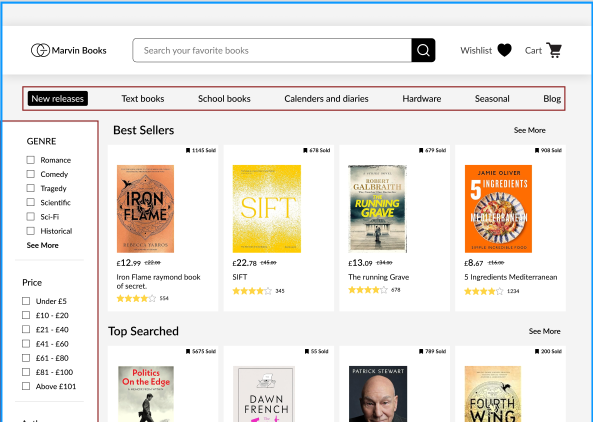 Marvin Books
Search your favorite books
Wishlist
Cart
New releases
Text books
School books
Calenders and diaries
Hardware
Seasonal
Blog
GENRE
Romance
Comedy
Tragedy
Scientific
Sci-Fi
Historical
See More
Price
Under £5
£10 - £20
£21 - £40
£41 - £60
£61 - £80
£81 - £100
Above £101
Best Sellers
See More
1145 Sold
IRON
FLAME
REBECCA YARROS
£12.99 £22.00
Iron Flame raymond book
of secret.
554
678 Sold
SIFT
£22.78 £45.00
SIFT
345
679 Sold
ROBERT
GALBRAITH
THE
RUNNING
GRAVE
£13.09 £34.00
The running Grave
678
908 Sold
JAMIE OLIVER
5 INGREDIENTS
MEDITERRANEAN
SIMPLE INCREDIBLE FOOD
£8.67 £16.00
5 Ingredients Mediterranean
1234
Top Searched
See More
5675 Sold
Politics
On the Edge
55 Sold
DAWN
FRENCH
789 Sold
PATRICK STEWART
200 Sold
FOURTH
WING